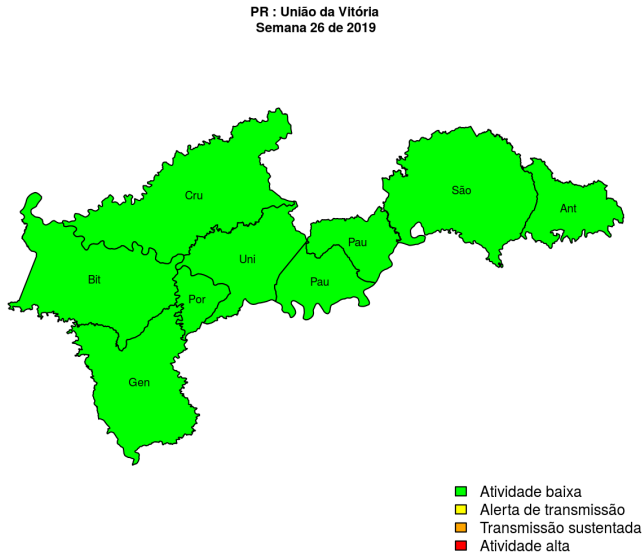 PR : União da Vitória
Semana 26 de 2019
Cru
São
Ant
Pau
Uni
Bit
Pau
Por
Gen
Atividade baixa
Alerta de transmissão
Transmissão sustentada
Atividade alta